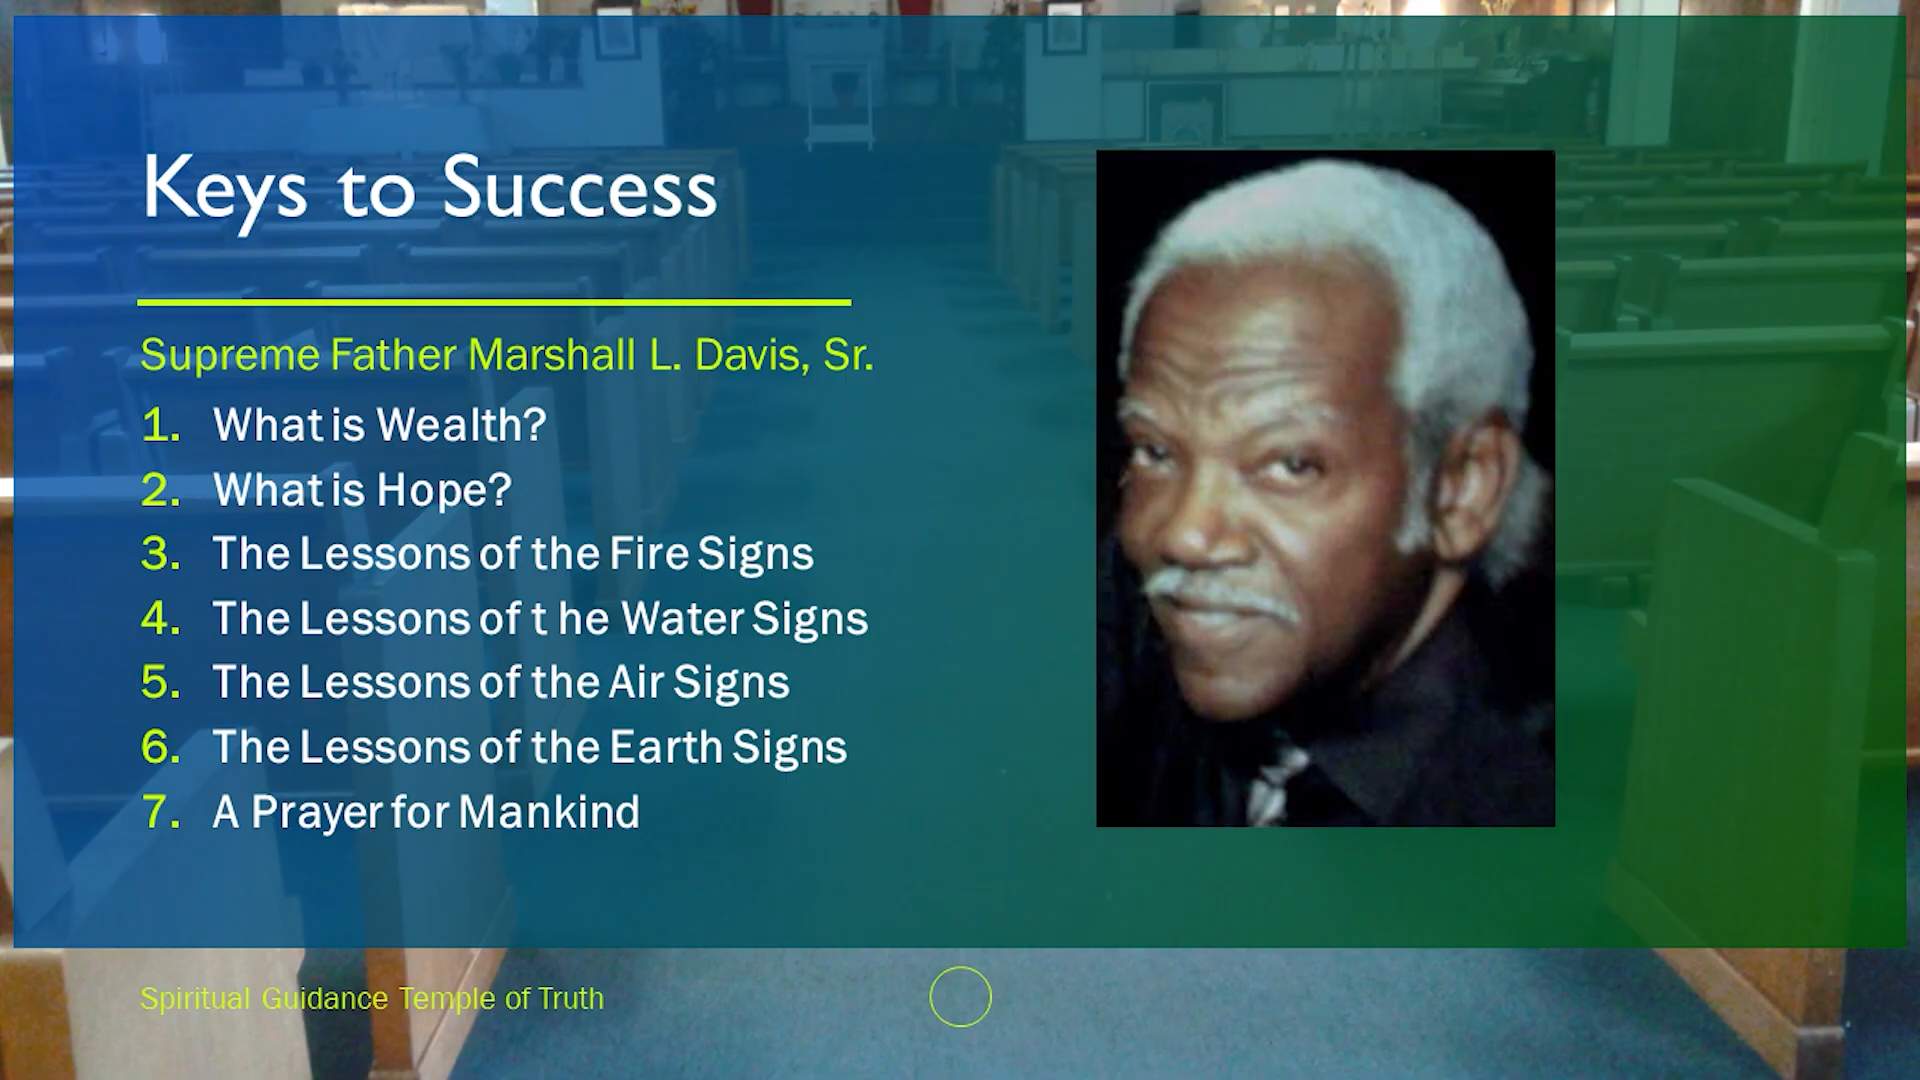 Keys to Success
Supreme Father Marshall L. Davis, Sr.
1. What is Wealth?
2. What is Hope?
3. The Lessons of the Fire Signs
4. The Lessons of t he Water Signs
5. The Lessons of the Air Signs
6. The Lessons of the Earth Signs
7. A Prayer for Mankind
Spiritual Guidance Temple of Truth